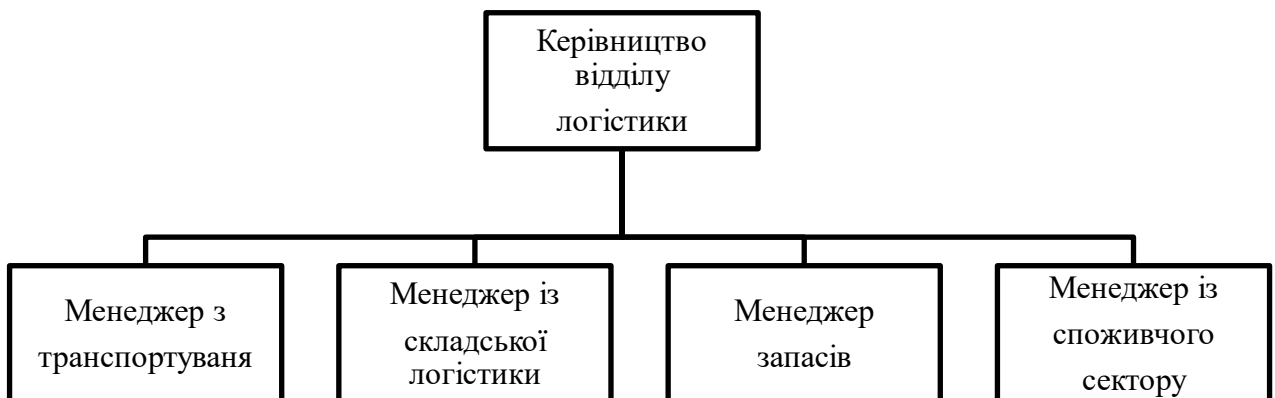 Керівництво
відділу
логістики
Менеджер з
транспортуваня
Менеджер із
складської
логістики
Менеджер
запасів
Менеджер із
споживчого
сектору